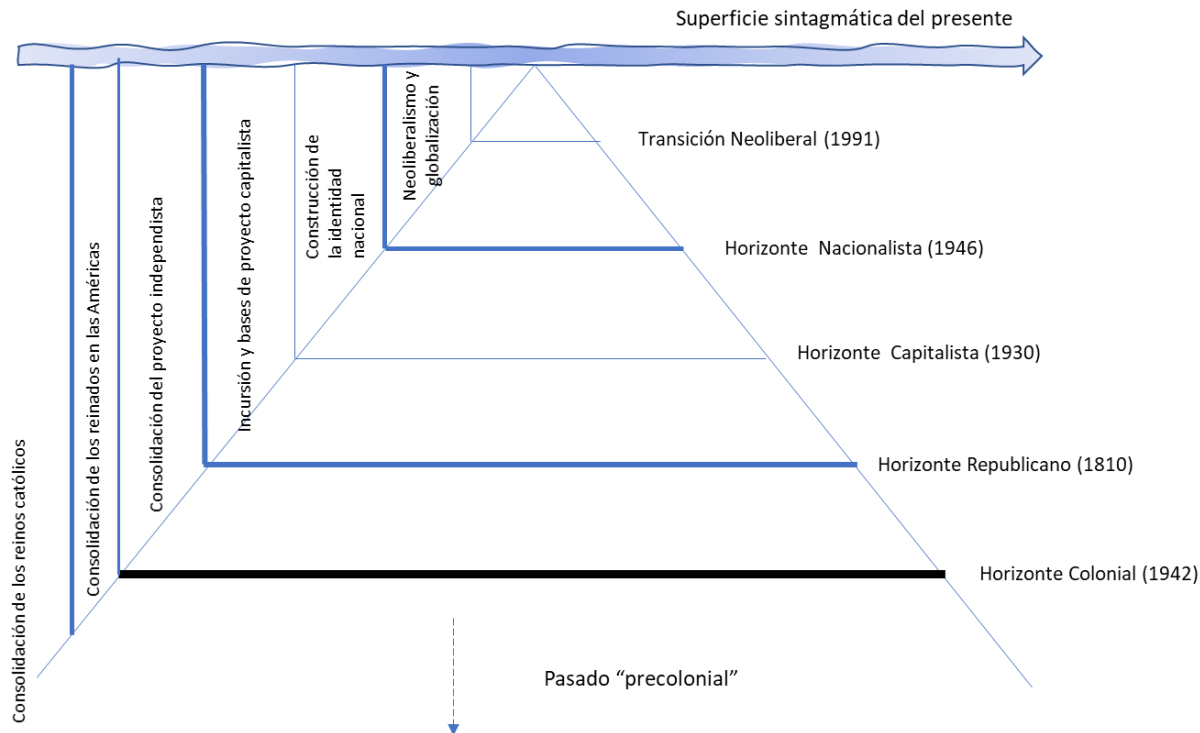 Superficie sintagmática del presente
Consolidación de los reinos católicos
Consolidación de los reinados en las Américas
Consolidación del proyecto independista
Incursión y bases de proyecto capitalista
Construcción de
la identidad
nacional
Neoliberalismo y
globalización
Transición Neoliberal (1991)
Horizonte Nacionalista (1946)
Horizonte Capitalista (1930)
Horizonte Republicano (1810)
Horizonte Colonial (1942)
Pasado “precolonial”